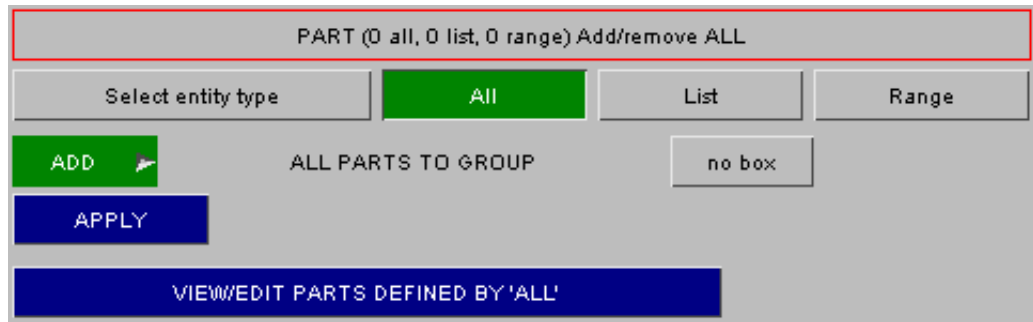 PART (0 all, 0 list, 0 range) Add/remove ALL
Select entity type All List Range
ADD ALL PARTS TO GROUP no box
APPLY
VIEW/EDIT PARTS DEFINED BY 'ALL'